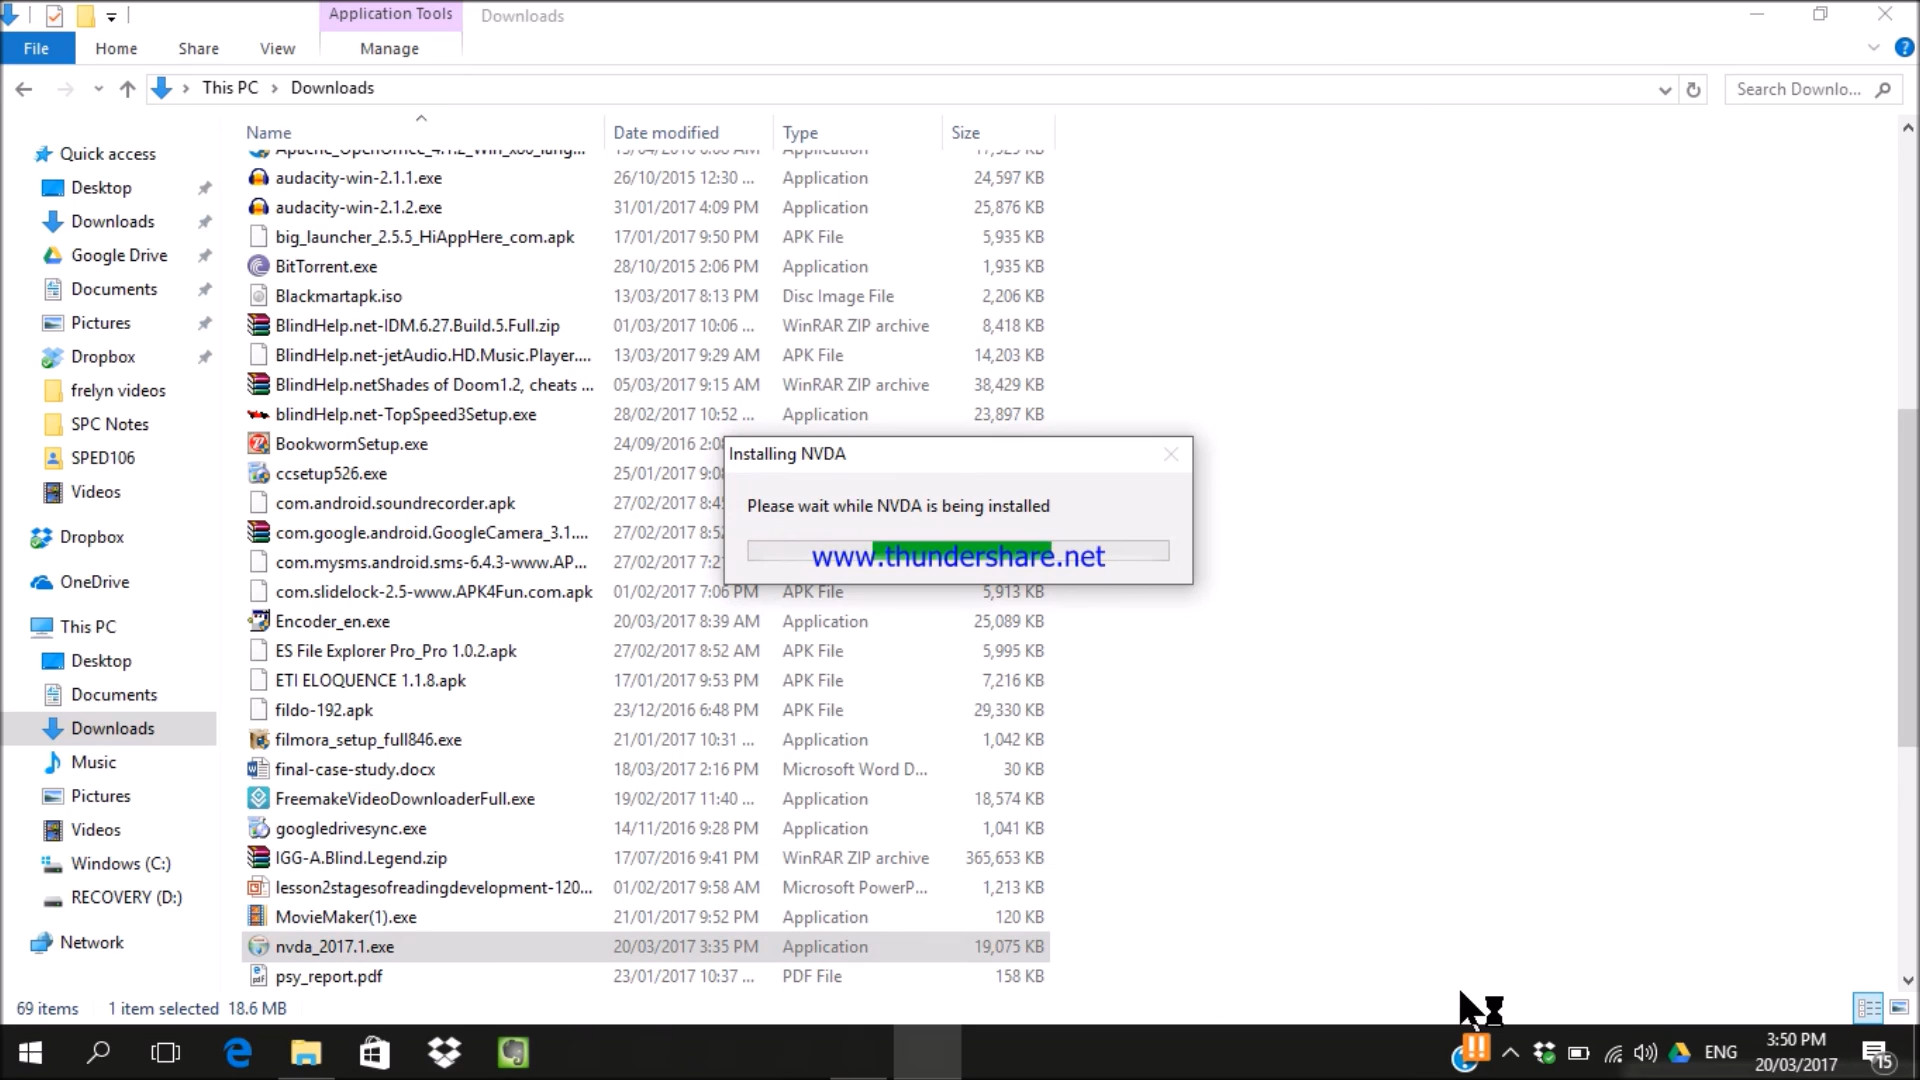 Application Tools
Downloads
File
Home
Share
View
Manage
This PC
Downloads
Search Downlo...
Name
Date modified
Type
Size
Quick access
Desktop
Downloads
Google Drive
Documents
Pictures
Dropbox
frelyn videos
SPC Notes
SPED106
Videos
Dropbox
OneDrive
This PC
Desktop
Documents
Downloads
Music
Pictures
Videos
Windows (C:)
RECOVERY (D:)
Network
audacity-win-2.1.1.exe 26/10/2015 12:30 ... Application 24,597 KB
audacity-win-2.1.2.exe 31/01/2017 4:09 PM Application 25,876 KB
big_launcher_2.5.5_HiAppHere_com.apk 17/01/2017 9:50 PM APK File 5,935 KB
BitTorrent.exe 28/10/2015 2:06 PM Application 1,935 KB
Blackmartapk.iso 13/03/2017 8:13 PM Disc Image File 2,206 KB
BlindHelp.net-IDM.6.27.Build.5.Full.zip 01/03/2017 10:06 ... WinRAR ZIP archive 8,418 KB
BlindHelp.net-jetAudio.HD.Music.Player.... 13/03/2017 9:29 AM APK File 14,203 KB
BlindHelp.netShades of Doom1.2, cheats ... 05/03/2017 9:15 AM WinRAR ZIP archive 38,429 KB
blindHelp.net-TopSpeed3Setup.exe 28/02/2017 10:52 ... Application 23,897 KB
BookwormSetup.exe 24/09/2016
ccsetup526.exe 25/01/2017
com.android.soundrecorder.apk 27/02/2017
com.google.android.GoogleCamera_3.1.... 27/02/2017
com.mysms.android.sms-6.4.3-www.AP... 27/02/2017
com.slidelock-2.5-www.APK4Fun.com.apk 01/02/2017 7:06 PM APK File 5,913 KB
Encoder_en.exe 20/03/2017 8:39 AM Application 25,089 KB
ES File Explorer Pro_Pro 1.0.2.apk 27/02/2017 8:52 AM APK File 5,995 KB
ETI ELOQUENCE 1.1.8.apk 17/01/2017 9:53 PM APK File 7,216 KB
fildo-192.apk 23/12/2016 6:48 PM APK File 29,330 KB
filmora_setup_full846.exe 21/01/2017 10:31 ... Application 1,042 KB
final-case-study.docx 18/03/2017 2:16 PM Microsoft Word D... 30 KB
FreemakeVideoDownloaderFull.exe 19/02/2017 11:40 ... Application 18,574 KB
googledrivesync.exe 14/11/2016 9:28 PM Application 1,041 KB
IGG-A.Blind.Legend.zip 17/07/2016 9:41 PM WinRAR ZIP archive 365,653 KB
lesson2stagesofreadingdevelopment-120... 01/02/2017 9:58 AM Microsoft PowerP... 1,213 KB
MovieMaker(1).exe 21/01/2017 9:52 PM Application 120 KB
nvda_2017.1.exe 20/03/2017 3:35 PM Application 19,075 KB
psy_report.pdf 23/01/2017 10:37 ... PDF File 158 KB
Installing NVDA
Please wait while NVDA is being installed
www.thundershare.net
69 items 1 item selected 18.6 MB
ENG
3:50 PM
20/03/2017
15